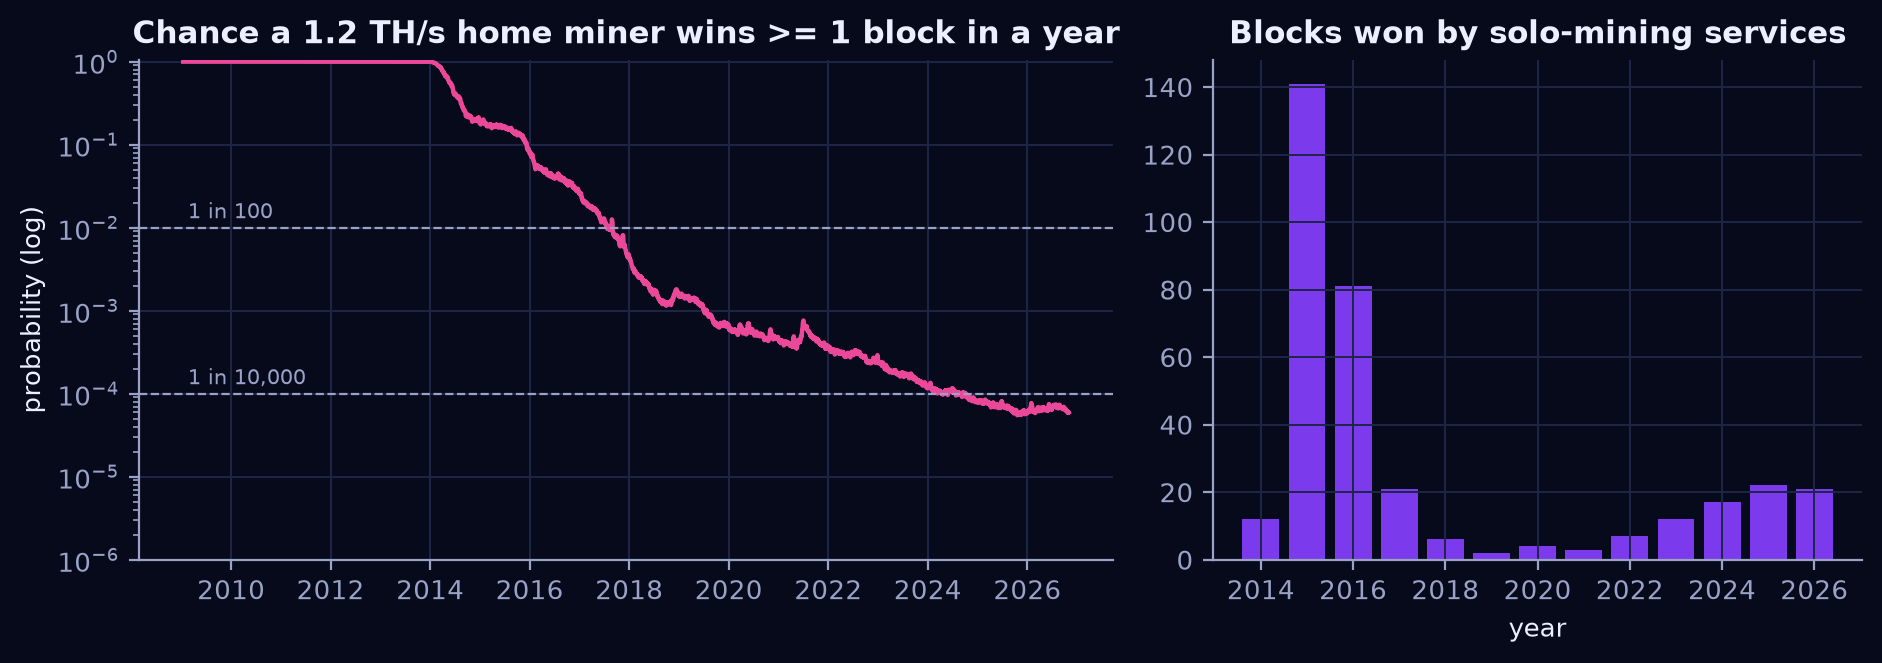 Chance a 1.2 TH/s home miner wins >= 1 block in a year
probability (log)
10⁰
10⁻¹
10⁻²
10⁻³
10⁻⁴
10⁻⁵
10⁻⁶
1 in 100
1 in 10,000
2010 2012 2014 2016 2018 2020 2022 2024 2026
Blocks won by solo-mining services
140
120
100
80
60
40
20
0
2014 2016 2018 2020 2022 2024 2026
year